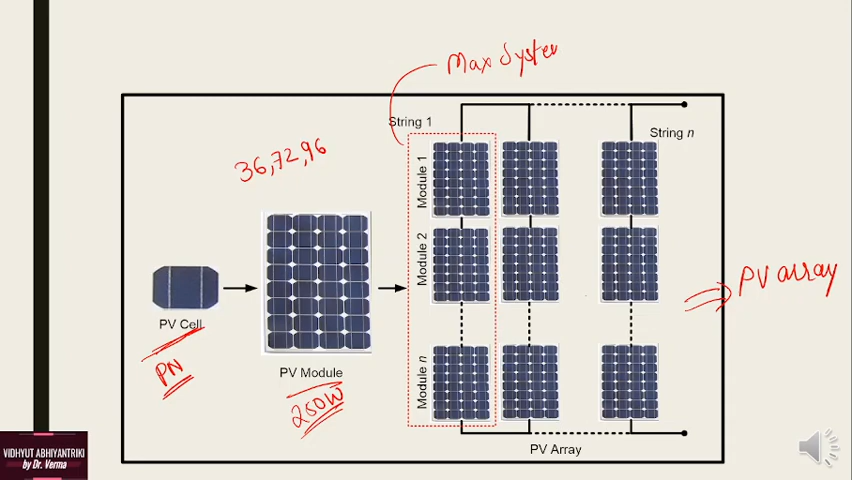 Max Syster
String 1
String n
36,72,96
Module 1
Module 2
Module n
PV Cell
PN
PV Module
250W
PV Array
PV array
VIDHYUT ABHIYANTRIKI
by Dr. Verma